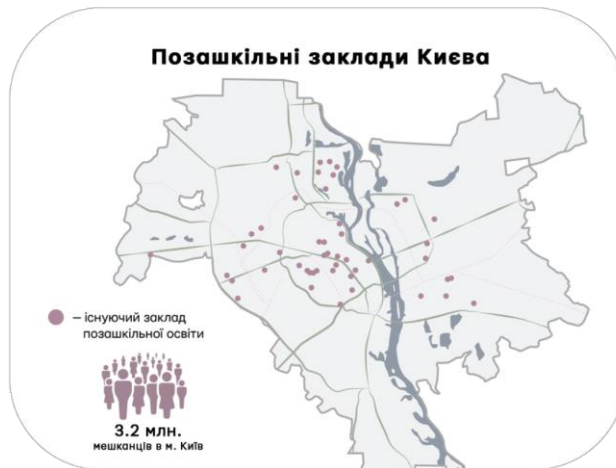 Позашкільні заклади Києва
– існуючий заклад
позашкільної освіти
3.2 млн.
мешканців в м. Київ